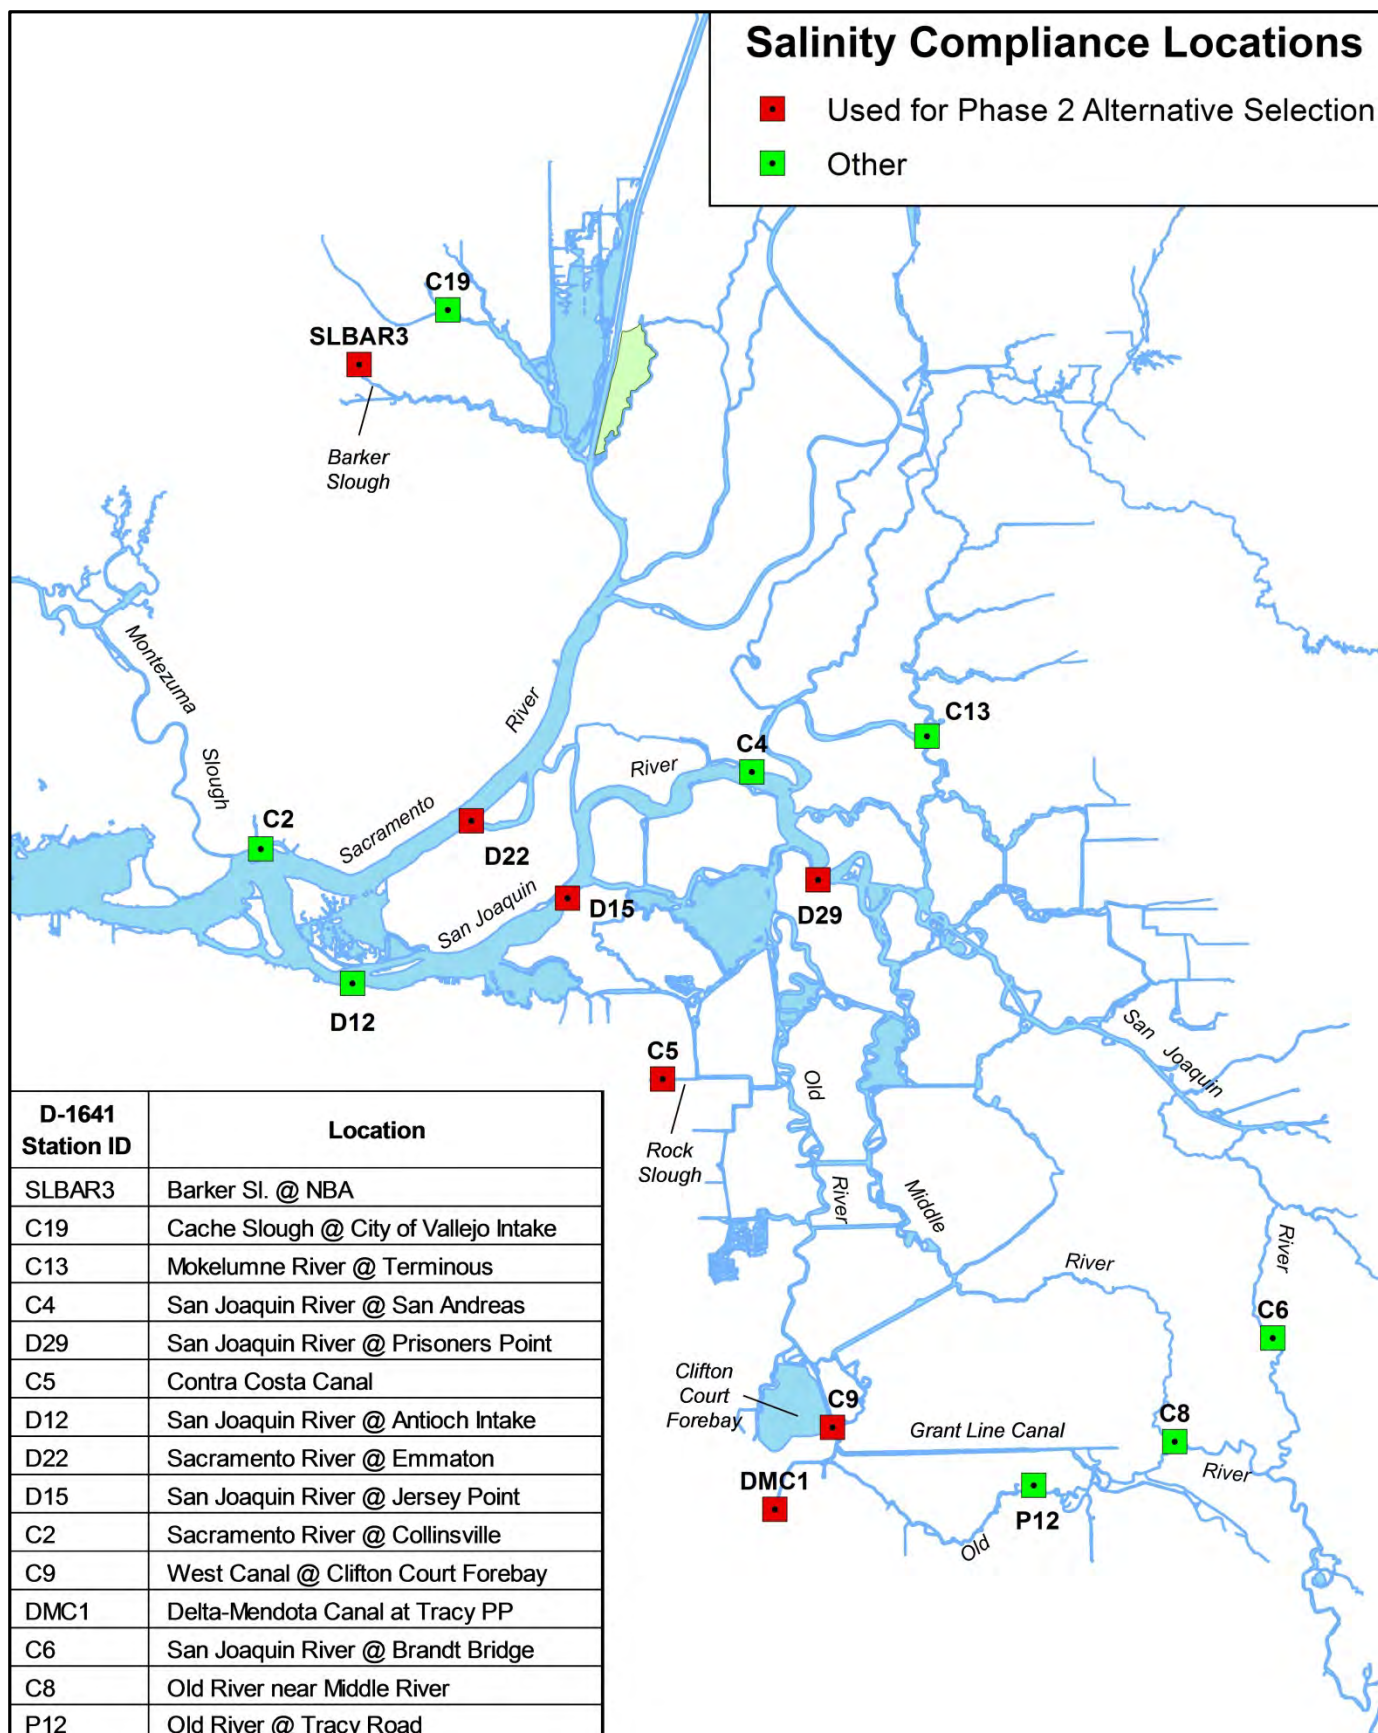 Salinity Compliance Locations
Used for Phase 2 Alternative Selection
Other
C19
SLBAR3
Barker
Slough
Montezuma
Slough
River
Sacramento
C13
C4
River
C2
D22
San Joaquin
D15
D29
D12
C5
Rock
Slough
Old
River
Middle
River
San Joaquin
River
C6
Clifton
Court
Forebay
C9
Grant Line Canal
C8
River
DMC1
P12
Old
D-1641
Station ID
Location
SLBAR3 Barker Sl. @ NBA
C19 Cache Slough @ City of Vallejo Intake
C13 Mokelumne River @ Terminous
C4 San Joaquin River @ San Andreas
D29 San Joaquin River @ Prisoners Point
C5 Contra Costa Canal
D12 San Joaquin River @ Antioch Intake
D22 Sacramento River @ Emmaton
D15 San Joaquin River @ Jersey Point
C2 Sacramento River @ Collinsville
C9 West Canal @ Clifton Court Forebay
DMC1 Delta-Mendota Canal at Tracy PP
C6 San Joaquin River @ Brandt Bridge
C8 Old River near Middle River
P12 Old River @ Tracy Road